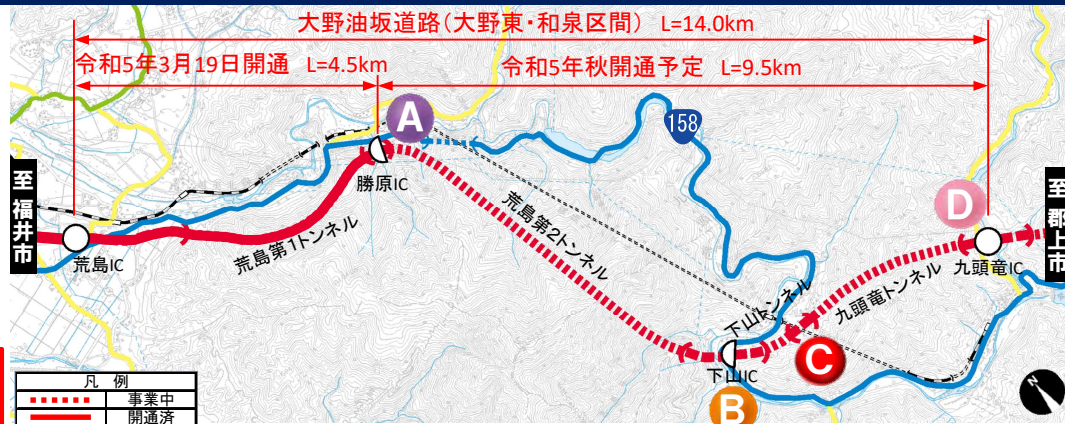 大野油坂道路(大野東・和泉区間) L=14.0km
令和5年3月19日開通 L=4.5km
令和5年秋開通予定 L=9.5km
158
A
勝原IC
至 福井市
荒島IC
荒島第1トンネル
荒島第2トンネル
D
至 郡上市
九頭竜IC
九頭竜トンネル
下山トンネル
C
下山IC
B
N
凡 例
事業中
開通済